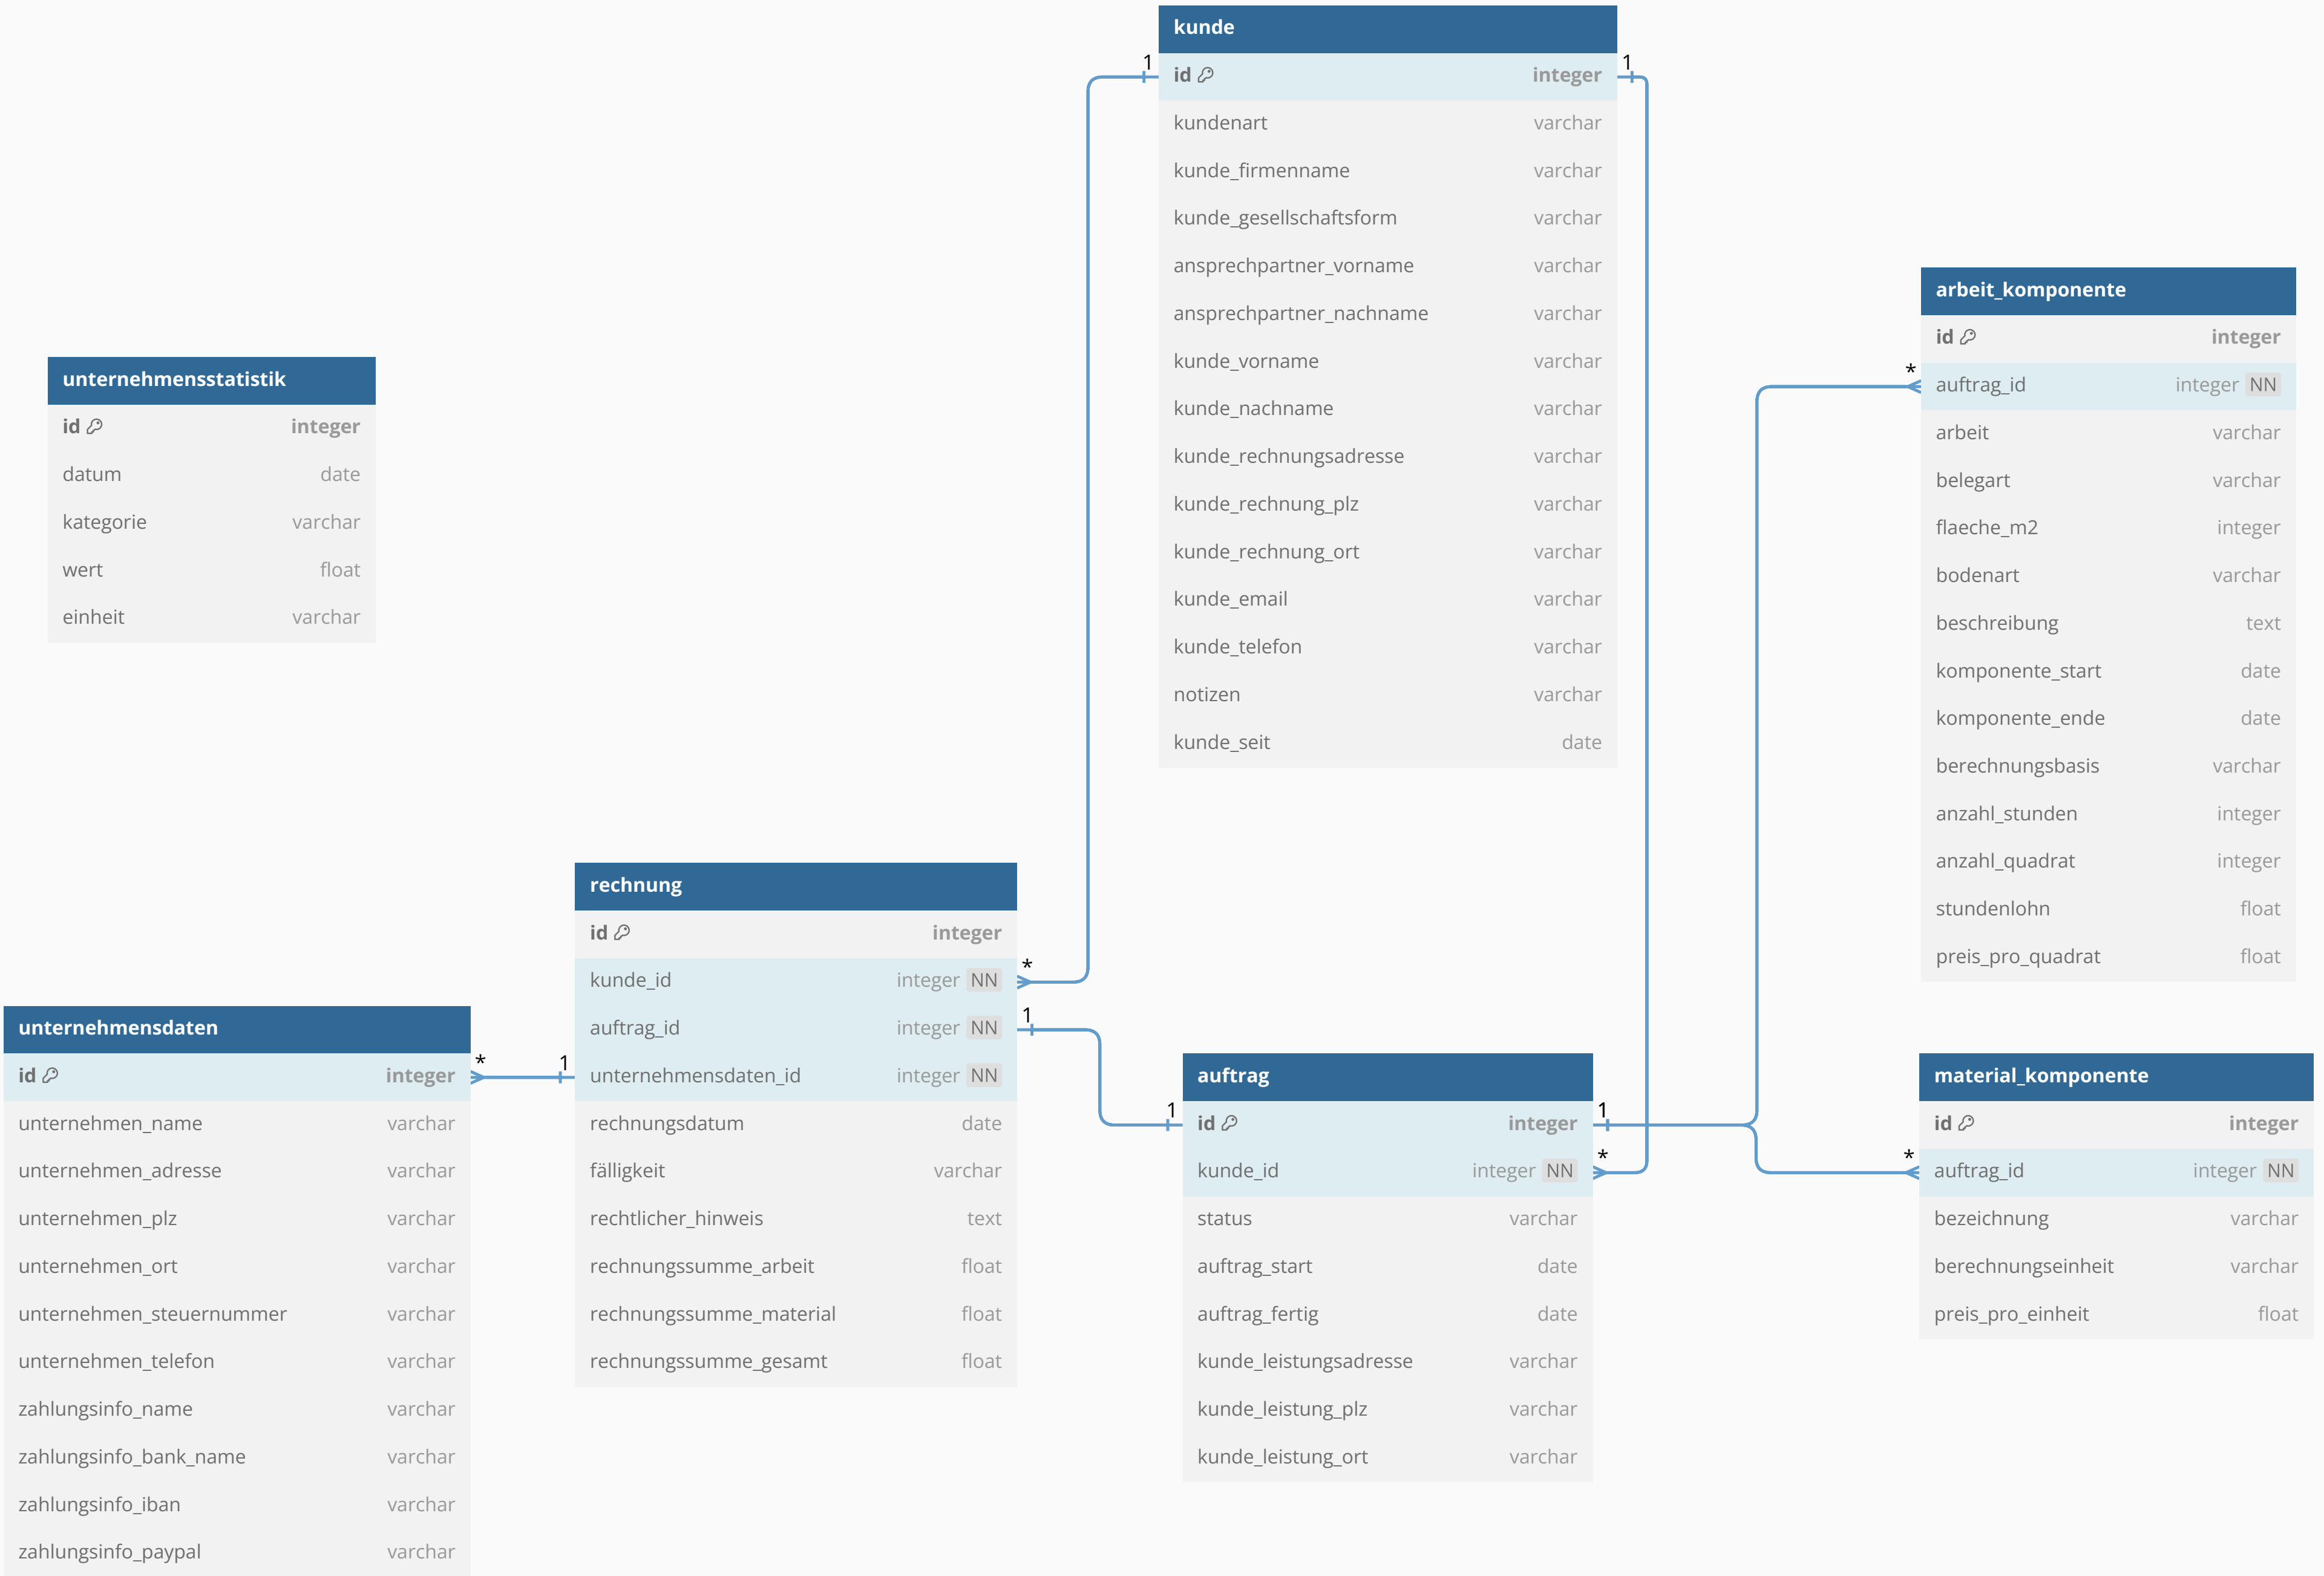 kunde
1 id integer 1
kundenart varchar
kunde_firmenname varchar
kunde_gesellschaftsform varchar
ansprechpartner_vorname varchar
ansprechpartner_nachname varchar
kunde_vorname varchar
kunde_nachname varchar
kunde_rechnungsadresse varchar
kunde_rechnung_plz varchar
kunde_rechnung_ort varchar
kunde_email varchar
kunde_telefon varchar
notizen varchar
kunde_seit date
arbeit_komponente
id integer
* auftrag_id integer NN
arbeit varchar
belegart varchar
flaeche_m2 integer
bodenart varchar
beschreibung text
komponente_start date
komponente_ende date
berechnungsbasis varchar
anzahl_stunden integer
anzahl_quadrat integer
stundenlohn float
preis_pro_quadrat float
unternehmensstatistik
id integer
datum date
kategorie varchar
wert float
einheit varchar
rechnung
id integer
kunde_id integer NN *
auftrag_id integer NN 1
1 unternehmensdaten_id integer NN
rechnungsdatum date
fälligkeit varchar
rechtlicher_hinweis text
rechnungssumme_arbeit float
rechnungssumme_material float
rechnungssumme_gesamt float
unternehmensdaten
id integer *
unternehmen_name varchar
unternehmen_adresse varchar
unternehmen_plz varchar
unternehmen_ort varchar
unternehmen_steuernummer varchar
unternehmen_telefon varchar
zahlungsinfo_name varchar
zahlungsinfo_bank_name varchar
zahlungsinfo_iban varchar
zahlungsinfo_paypal varchar
auftrag
1 id integer 1
kunde_id integer NN *
status varchar
auftrag_start date
auftrag_fertig date
kunde_leistungsadresse varchar
kunde_leistung_plz varchar
kunde_leistung_ort varchar
material_komponente
id integer
* auftrag_id integer NN
bezeichnung varchar
berechnungseinheit varchar
preis_pro_einheit float